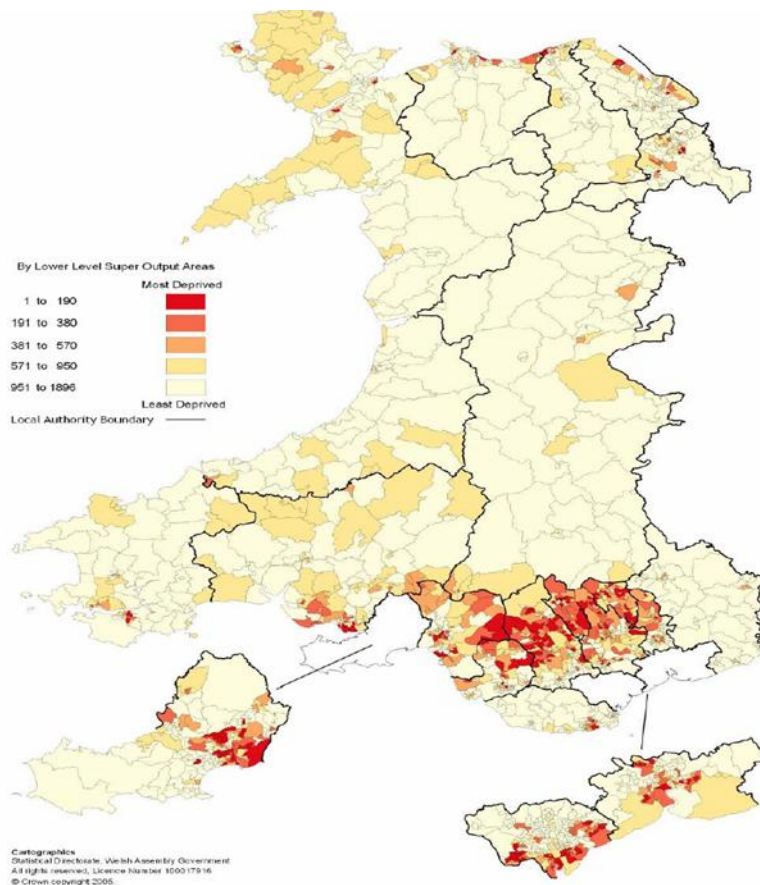 By Lower Level Super Output Areas
Most Deprived
1 to 190
191 to 380
381 to 570
571 to 950
951 to 1896
Least Deprived
Local Authority Boundary
Cartographics
Statistical Directorate, Welsh Assembly Government
All rights reserved, Licence Number 100017916
© Crown copyright 2005.